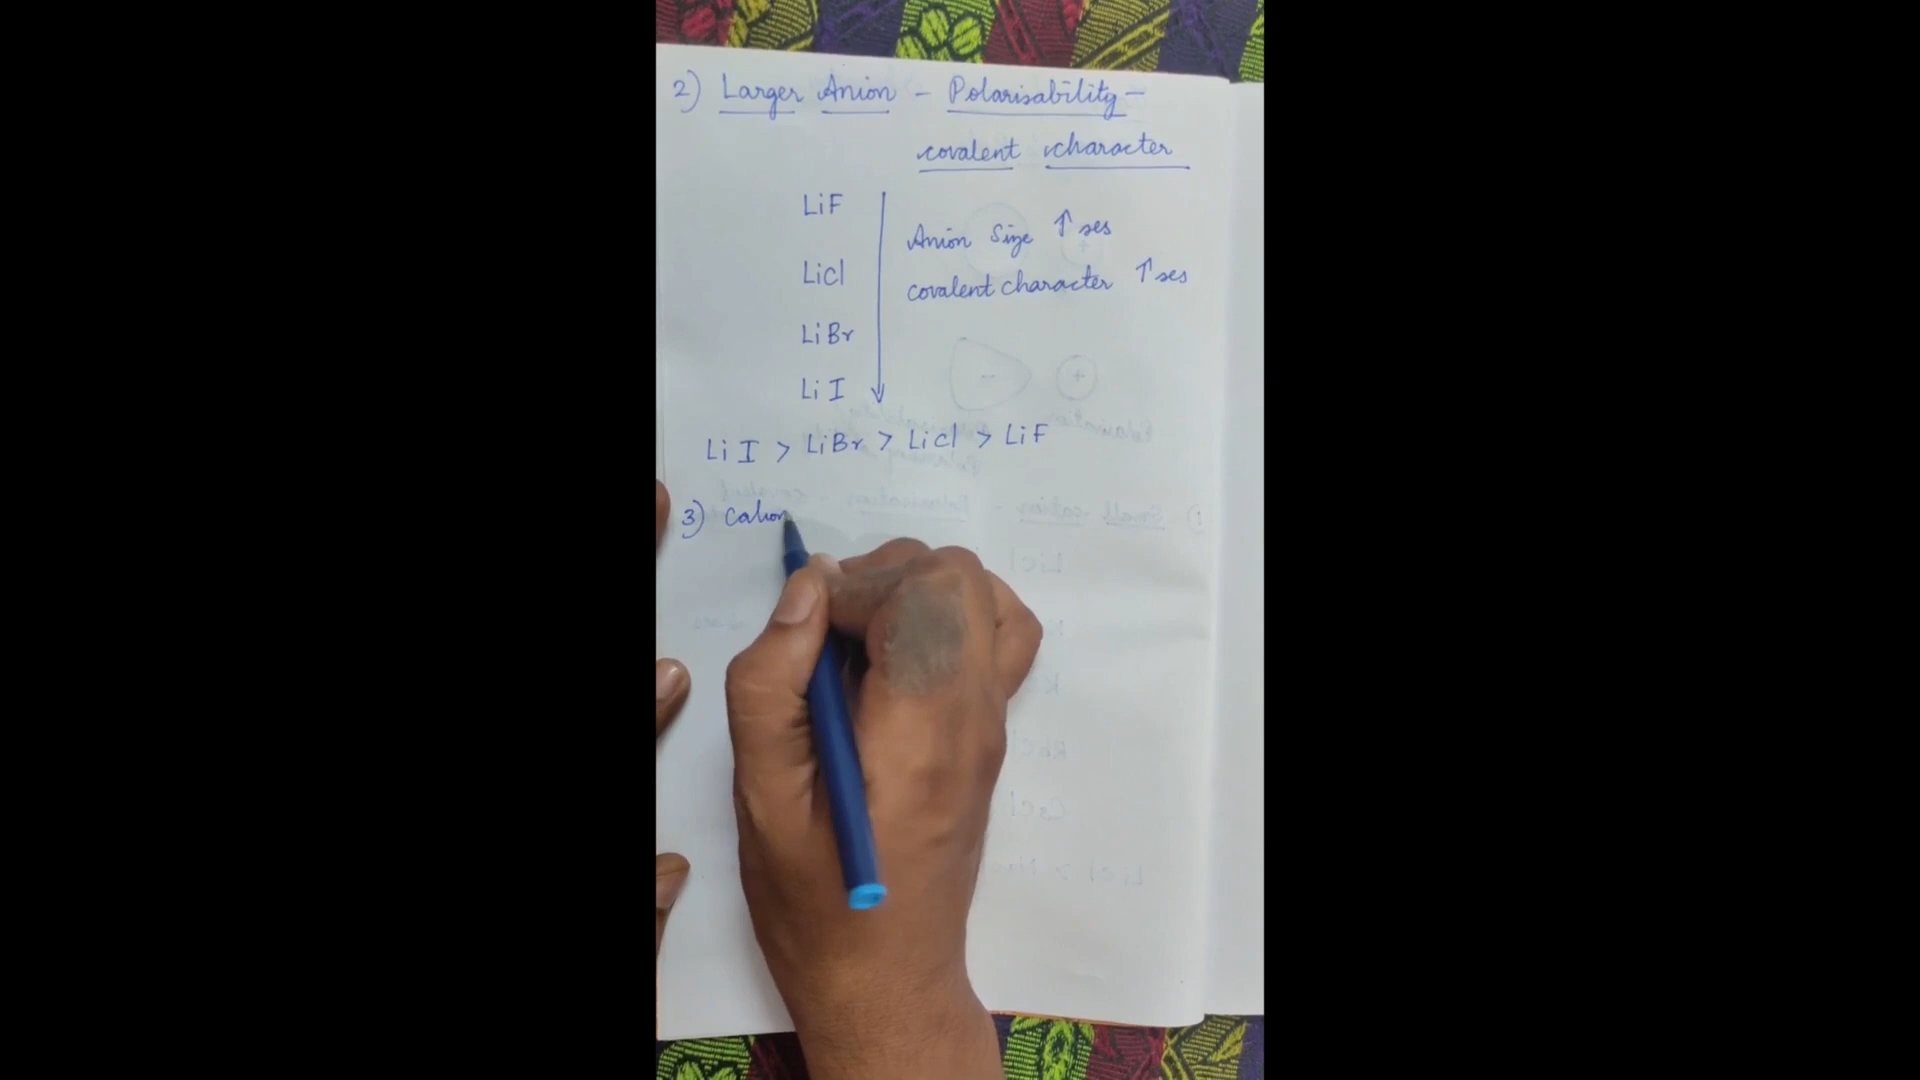 2) Larger Anion - Polarisability -
covalent character
LiF
Anion Size ↑ses
Licl
covalent character ↑ses
LiBr
LiI
LiI > LiBr > Licl > LiF
3) Cation